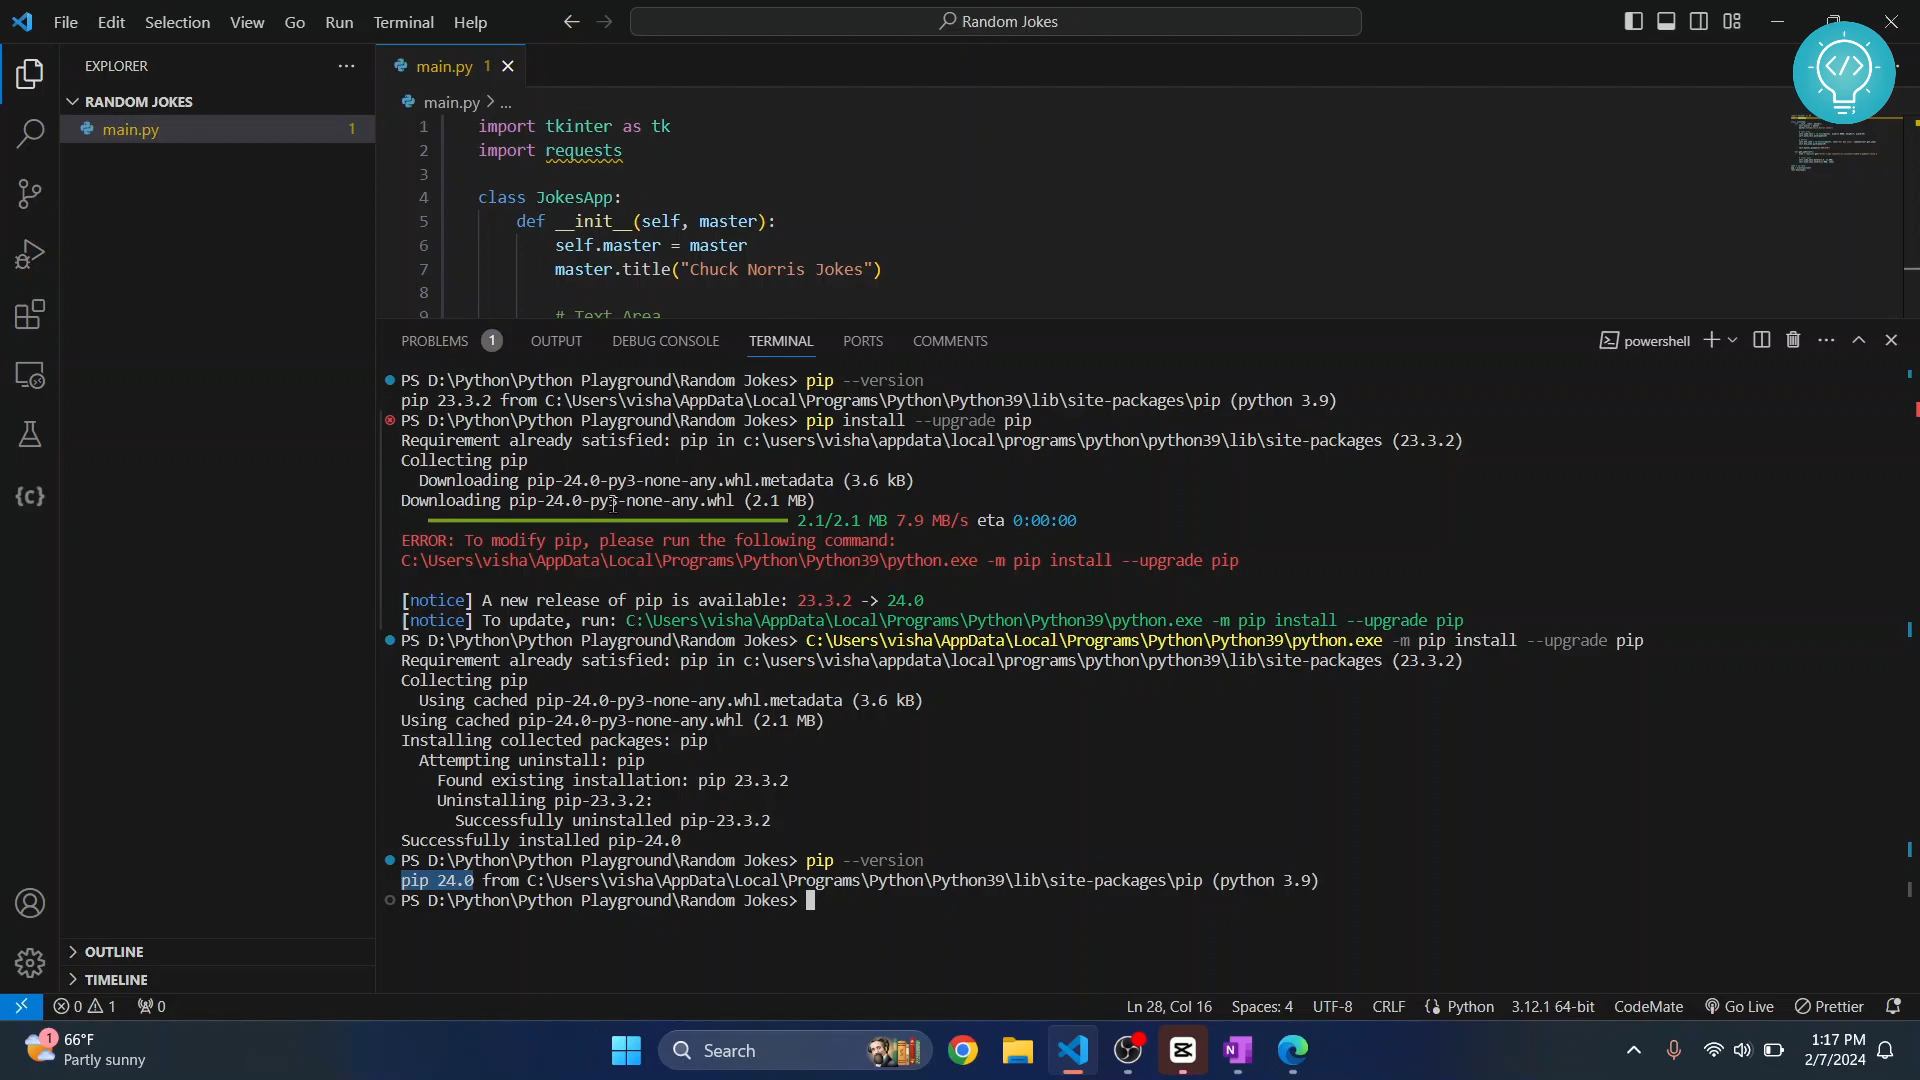 File Edit Selection View Go Run Terminal Help
Random Jokes
EXPLORER
RANDOM JOKES
main.py 1
main.py 1
main.py > ...
1 import tkinter as tk
2 import requests
3
4 class JokesApp:
5 def __init__(self, master):
6 self.master = master
7 master.title("Chuck Norris Jokes")
8
9 # Text Area
PROBLEMS 1 OUTPUT DEBUG CONSOLE TERMINAL PORTS COMMENTS
powershell
PS D:\Python\Python Playground\Random Jokes> pip --version
pip 23.3.2 from C:\Users\visha\AppData\Local\Programs\Python\Python39\lib\site-packages\pip (python 3.9)
PS D:\Python\Python Playground\Random Jokes> pip install --upgrade pip
Requirement already satisfied: pip in c:\users\visha\appdata\local\programs\python\python39\lib\site-packages (23.3.2)
Collecting pip
Downloading pip-24.0-py3-none-any.whl.metadata (3.6 kB)
Downloading pip-24.0-py3-none-any.whl (2.1 MB)
2.1/2.1 MB 7.9 MB/s eta 0:00:00
ERROR: To modify pip, please run the following command:
C:\Users\visha\AppData\Local\Programs\Python\Python39\python.exe -m pip install --upgrade pip
[notice] A new release of pip is available: 23.3.2 -> 24.0
[notice] To update, run: C:\Users\visha\AppData\Local\Programs\Python\Python39\python.exe -m pip install --upgrade pip
PS D:\Python\Python Playground\Random Jokes> C:\Users\visha\AppData\Local\Programs\Python\Python39\python.exe -m pip install --upgrade pip
Requirement already satisfied: pip in c:\users\visha\appdata\local\programs\python\python39\lib\site-packages (23.3.2)
Collecting pip
Using cached pip-24.0-py3-none-any.whl.metadata (3.6 kB)
Using cached pip-24.0-py3-none-any.whl (2.1 MB)
Installing collected packages: pip
Attempting uninstall: pip
Found existing installation: pip 23.3.2
Uninstalling pip-23.3.2:
Successfully uninstalled pip-23.3.2
Successfully installed pip-24.0
PS D:\Python\Python Playground\Random Jokes> pip --version
pip 24.0 from C:\Users\visha\AppData\Local\Programs\Python\Python39\lib\site-packages\pip (python 3.9)
PS D:\Python\Python Playground\Random Jokes>
OUTLINE
TIMELINE
0 1 0
Ln 28, Col 16 Spaces: 4 UTF-8 CRLF Python 3.12.1 64-bit CodeMate Go Live Prettier
1 66°F
Partly sunny
Search
1:17 PM
2/7/2024